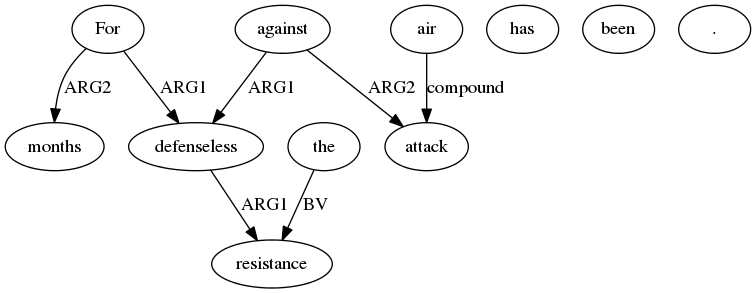 For against air has been .
ARG2 ARG1 ARG1 ARG2 compound
months defenseless the attack
ARG1 BV
resistance